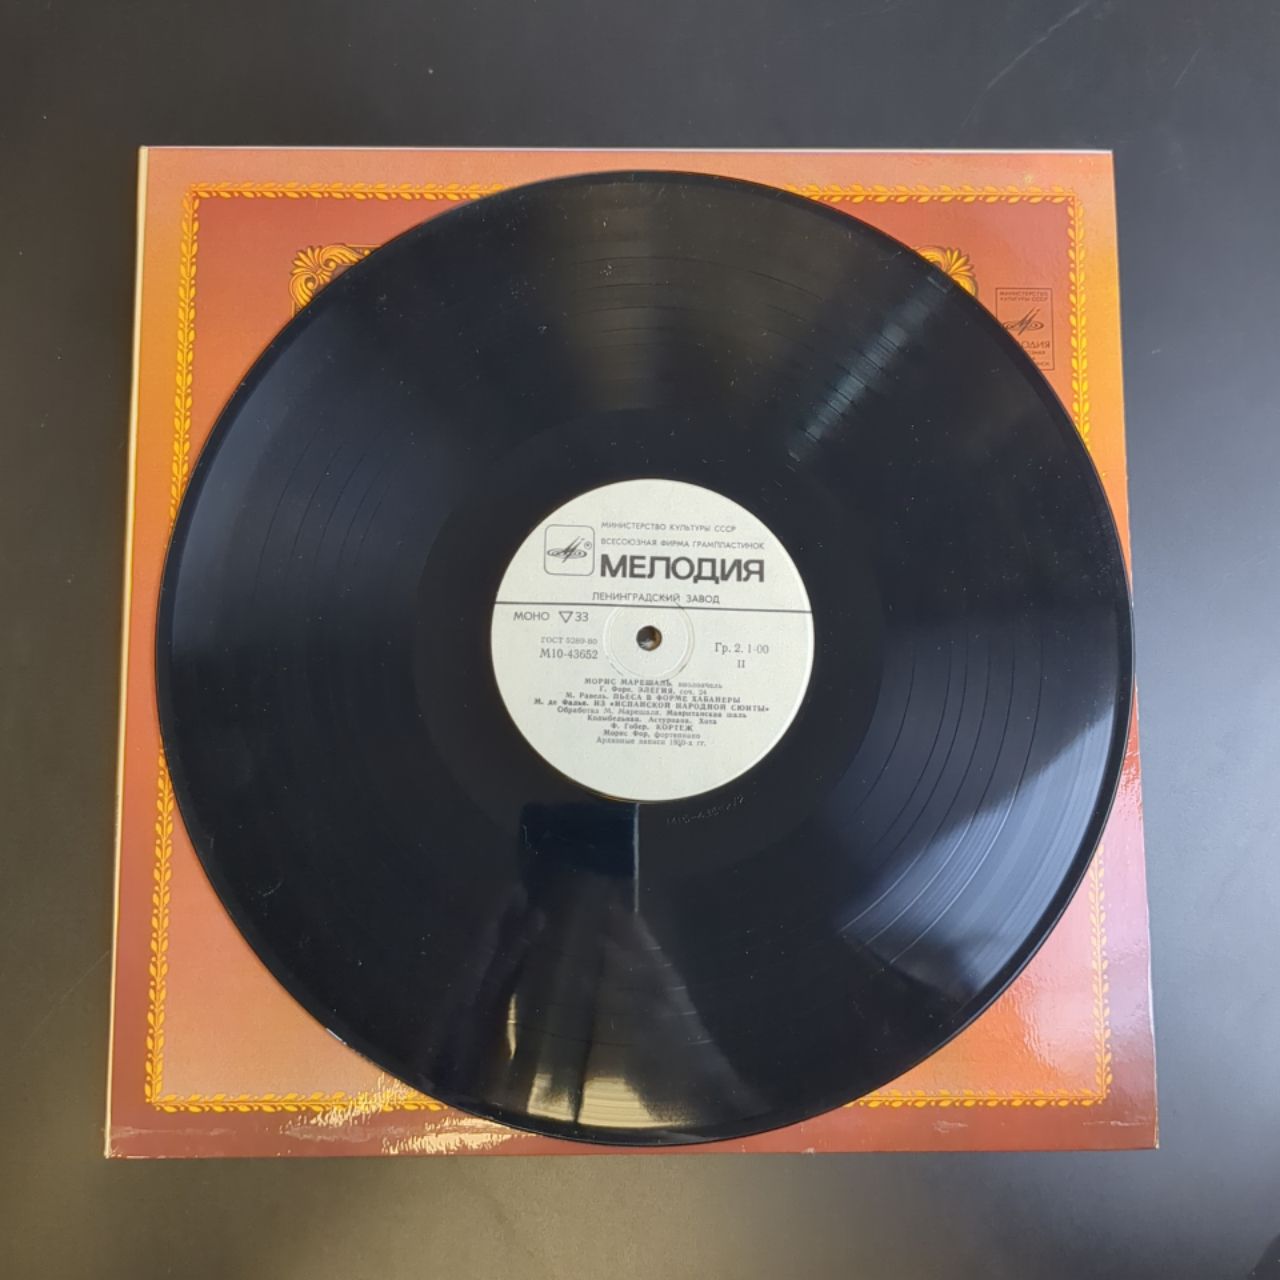 МИНИСТЕРСТВО
КУЛЬТУРЫ СССР
МИНИСТЕРСТВО КУЛЬТУРЫ СССР
ВСЕСОЮЗНАЯ ФИРМА ГРАМПЛАСТИНОК
МЕЛОДИЯ
ЛЕНИНГРАДСКИЙ ЗАВОД
МОНО ▽33
ГОСТ 5289-80
М10-43652
Гр. 2. 1-00
II
МОРИС МАРЕШАЛЬ, виолончель
Г. Форе. ЭЛЕГИЯ, соч. 24
М. Равель. ПЬЕСА В ФОРМЕ ХАБАНЕРЫ
М. де Фалья. ИЗ «ИСПАНСКОЙ НАРОДНОЙ СЮИТЫ»
Обработка М. Марешаля. Мавританская шаль
Колыбельная. Астуриана. Хота
Ф. Гобер. КОРТЕЖ
Морис Фор, фортепиано
Архивные записи гг.